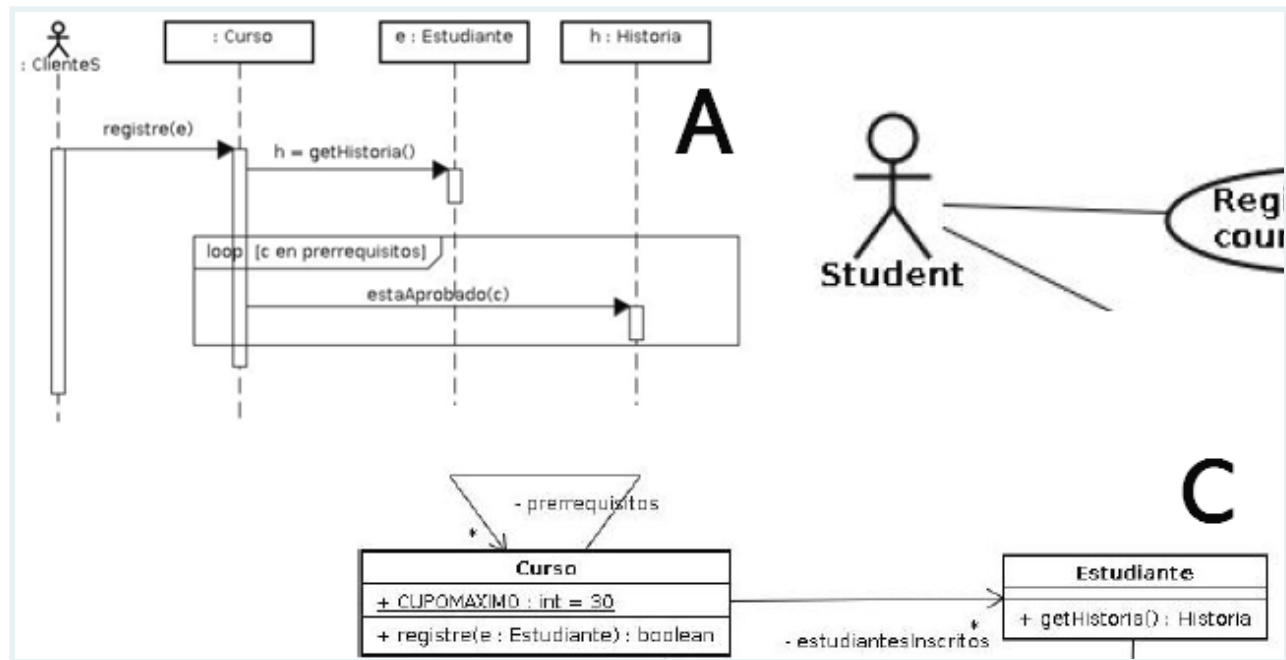 : ClienteS
: Curso
e : Estudiante
h : Historia
A
registre(e)
h = getHistoria()
loop [c en prerrequisitos]
estaAprobado(c)
Student
C
- prerrequisitos
*
Curso
+ CUPOMAXIMO : int = 30
+ registre(e : Estudiante) : boolean
*
- estudiantesInscritos
Estudiante
+ getHistoria() : Historia